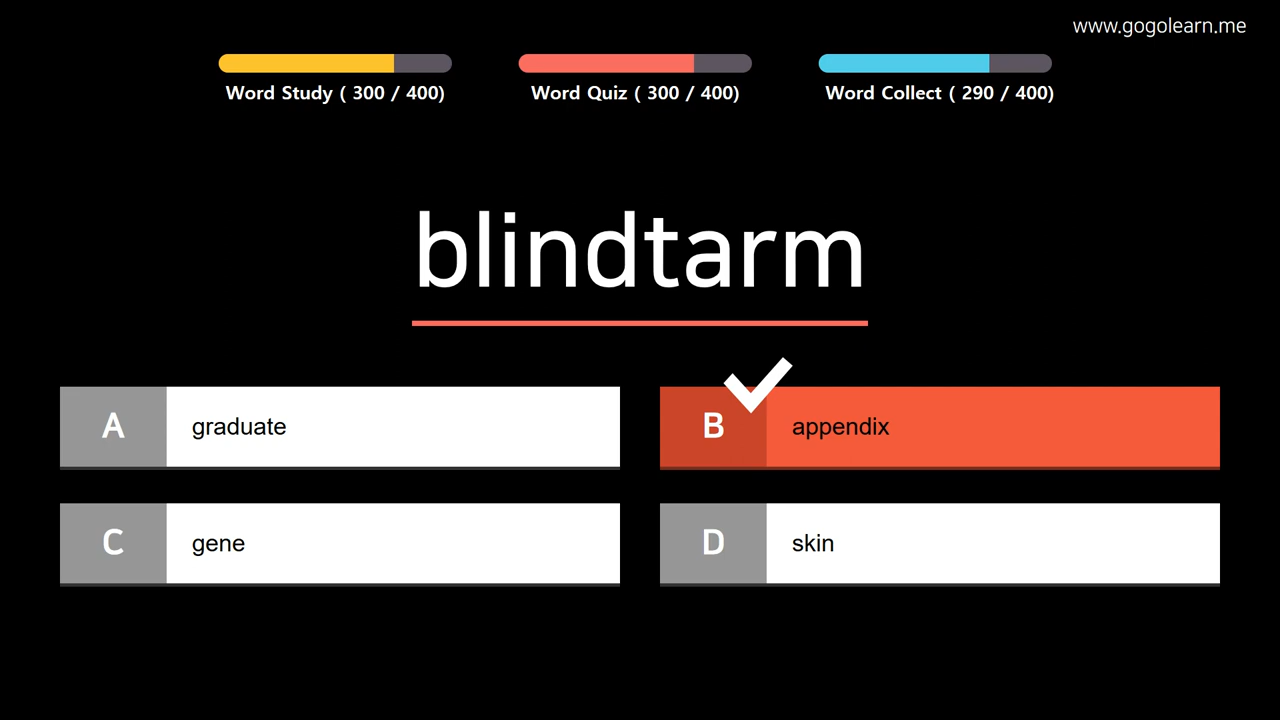 www.gogolearn.me
Word Study ( 300 / 400)
Word Quiz ( 300 / 400)
Word Collect ( 290 / 400)
blindtarm
A graduate
B appendix
C gene
D skin